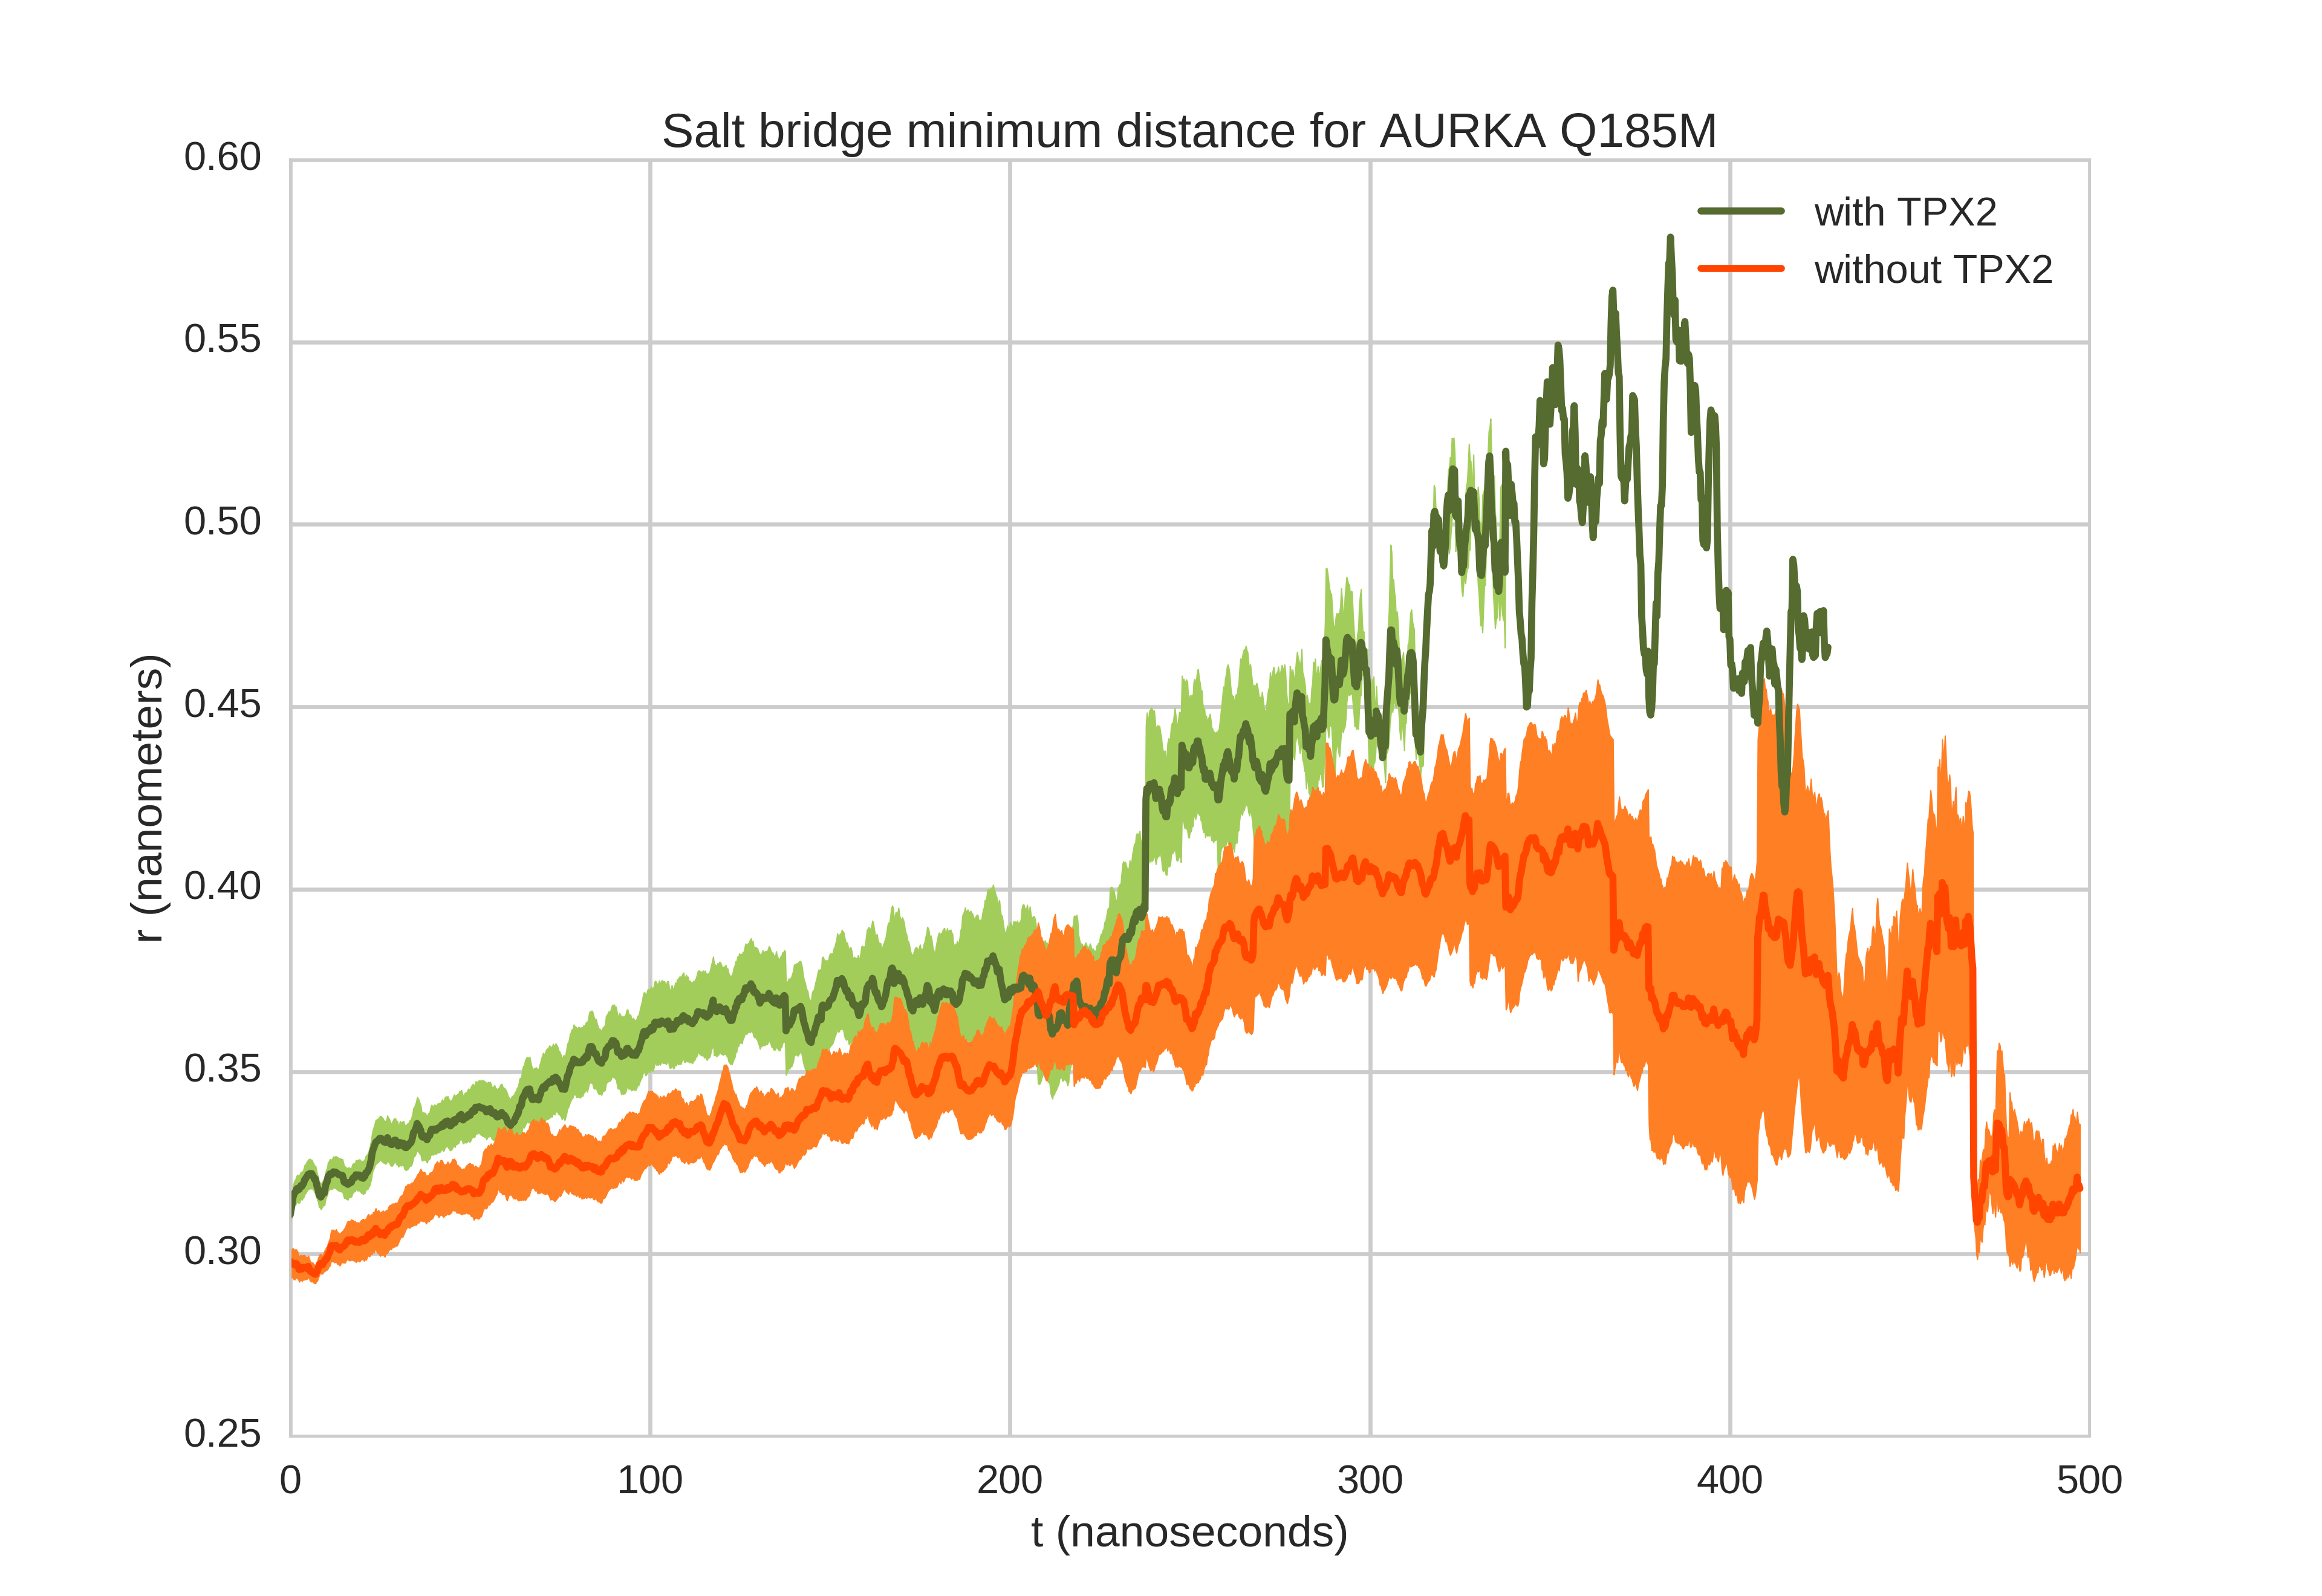 Salt bridge minimum distance for AURKA Q185M
0.60
0.55
0.50
0.45
0.40
0.35
0.30
0.25
r (nanometers)
with TPX2
without TPX2
0 100 200 300 400 500
t (nanoseconds)